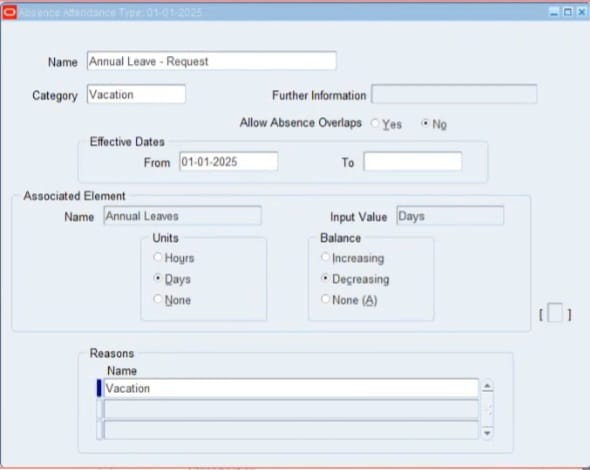 Absence Attendance Type: 01-01-2025
Name Annual Leave - Request
Category Vacation Further Information
Allow Absence Overlaps Yes No
Effective Dates
From 01-01-2025 To
Associated Element
Name Annual Leaves Input Value Days
Units Balance
Hours Increasing
Days Decreasing
None None (A)
[ ]
Reasons
Name
Vacation